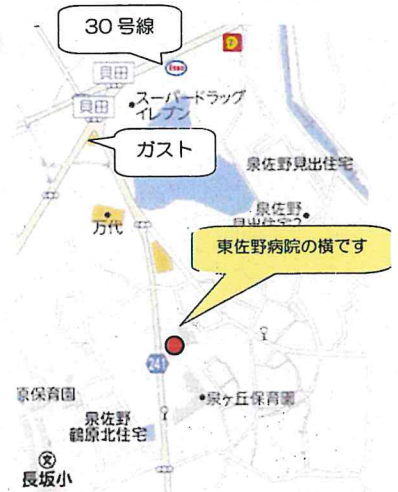 30号線
貝田
貝田
スーパードラッグ
イレブン
ガスト
泉佐野見出住宅
泉佐野
見出住宅2
万代
東佐野病院の横です
241
泉ヶ丘保育園
原保育園
泉佐野
鶴原北住宅
文
長坂小